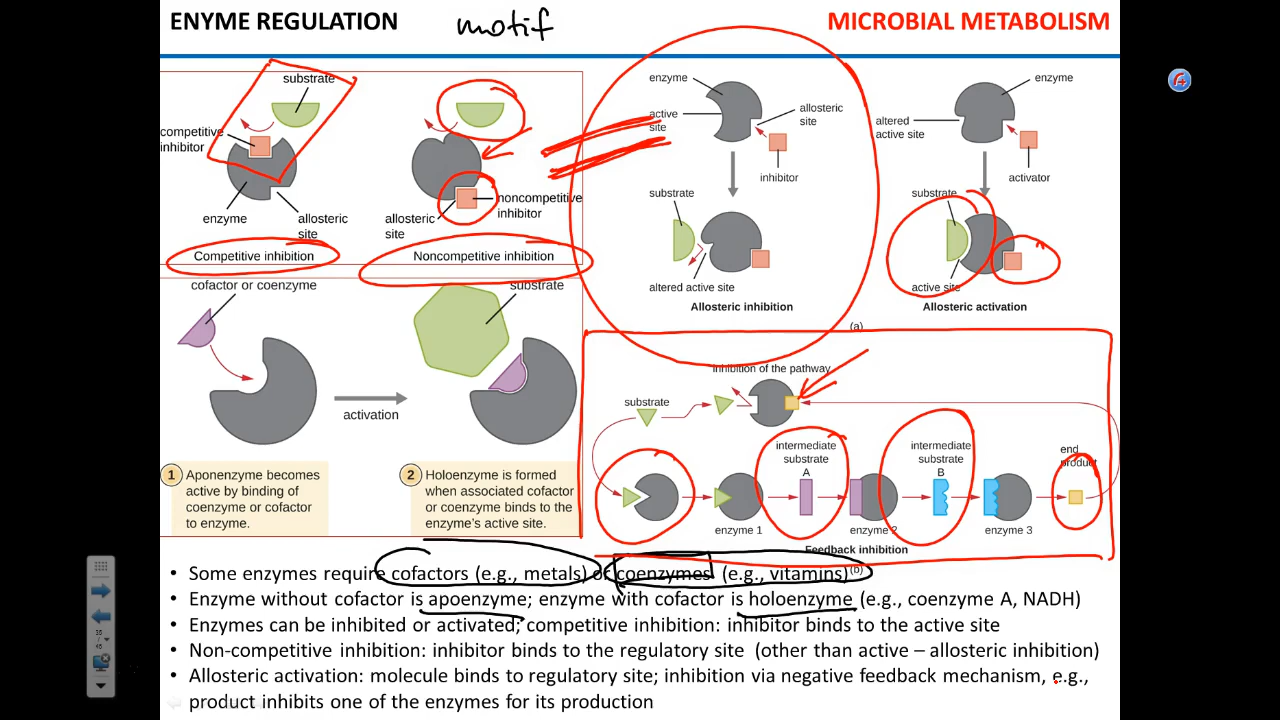 ENYME REGULATION
motif
MICROBIAL METABOLISM
substrate
competitive
inhibitor
enzyme
allosteric
site
Competitive inhibition
allosteric
site
noncompetitive
inhibitor
Noncompetitive inhibition
enzyme
active
site
allosteric
site
inhibitor
substrate
altered active site
Allosteric inhibition
enzyme
altered
active site
activator
substrate
active site
Allosteric activation
(a)
cofactor or coenzyme
activation
substrate
1 Aponenzyme becomes
active by binding of
coenzyme or cofactor
to enzyme.
2 Holoenzyme is formed
when associated cofactor
or coenzyme binds to the
enzyme's active site.
inhibition of the pathway
substrate
intermediate
substrate
A
intermediate
substrate
B
end
product
enzyme 1
enzyme 2
enzyme 3
Feedback inhibition
(b)
• Some enzymes require cofactors (e.g., metals) or coenzymes (e.g., vitamins)
• Enzyme without cofactor is apoenzyme; enzyme with cofactor is holoenzyme (e.g., coenzyme A, NADH)
• Enzymes can be inhibited or activated; competitive inhibition: inhibitor binds to the active site
• Non-competitive inhibition: inhibitor binds to the regulatory site (other than active – allosteric inhibition)
• Allosteric activation: molecule binds to regulatory site; inhibition via negative feedback mechanism, e.g.,
product inhibits one of the enzymes for its production